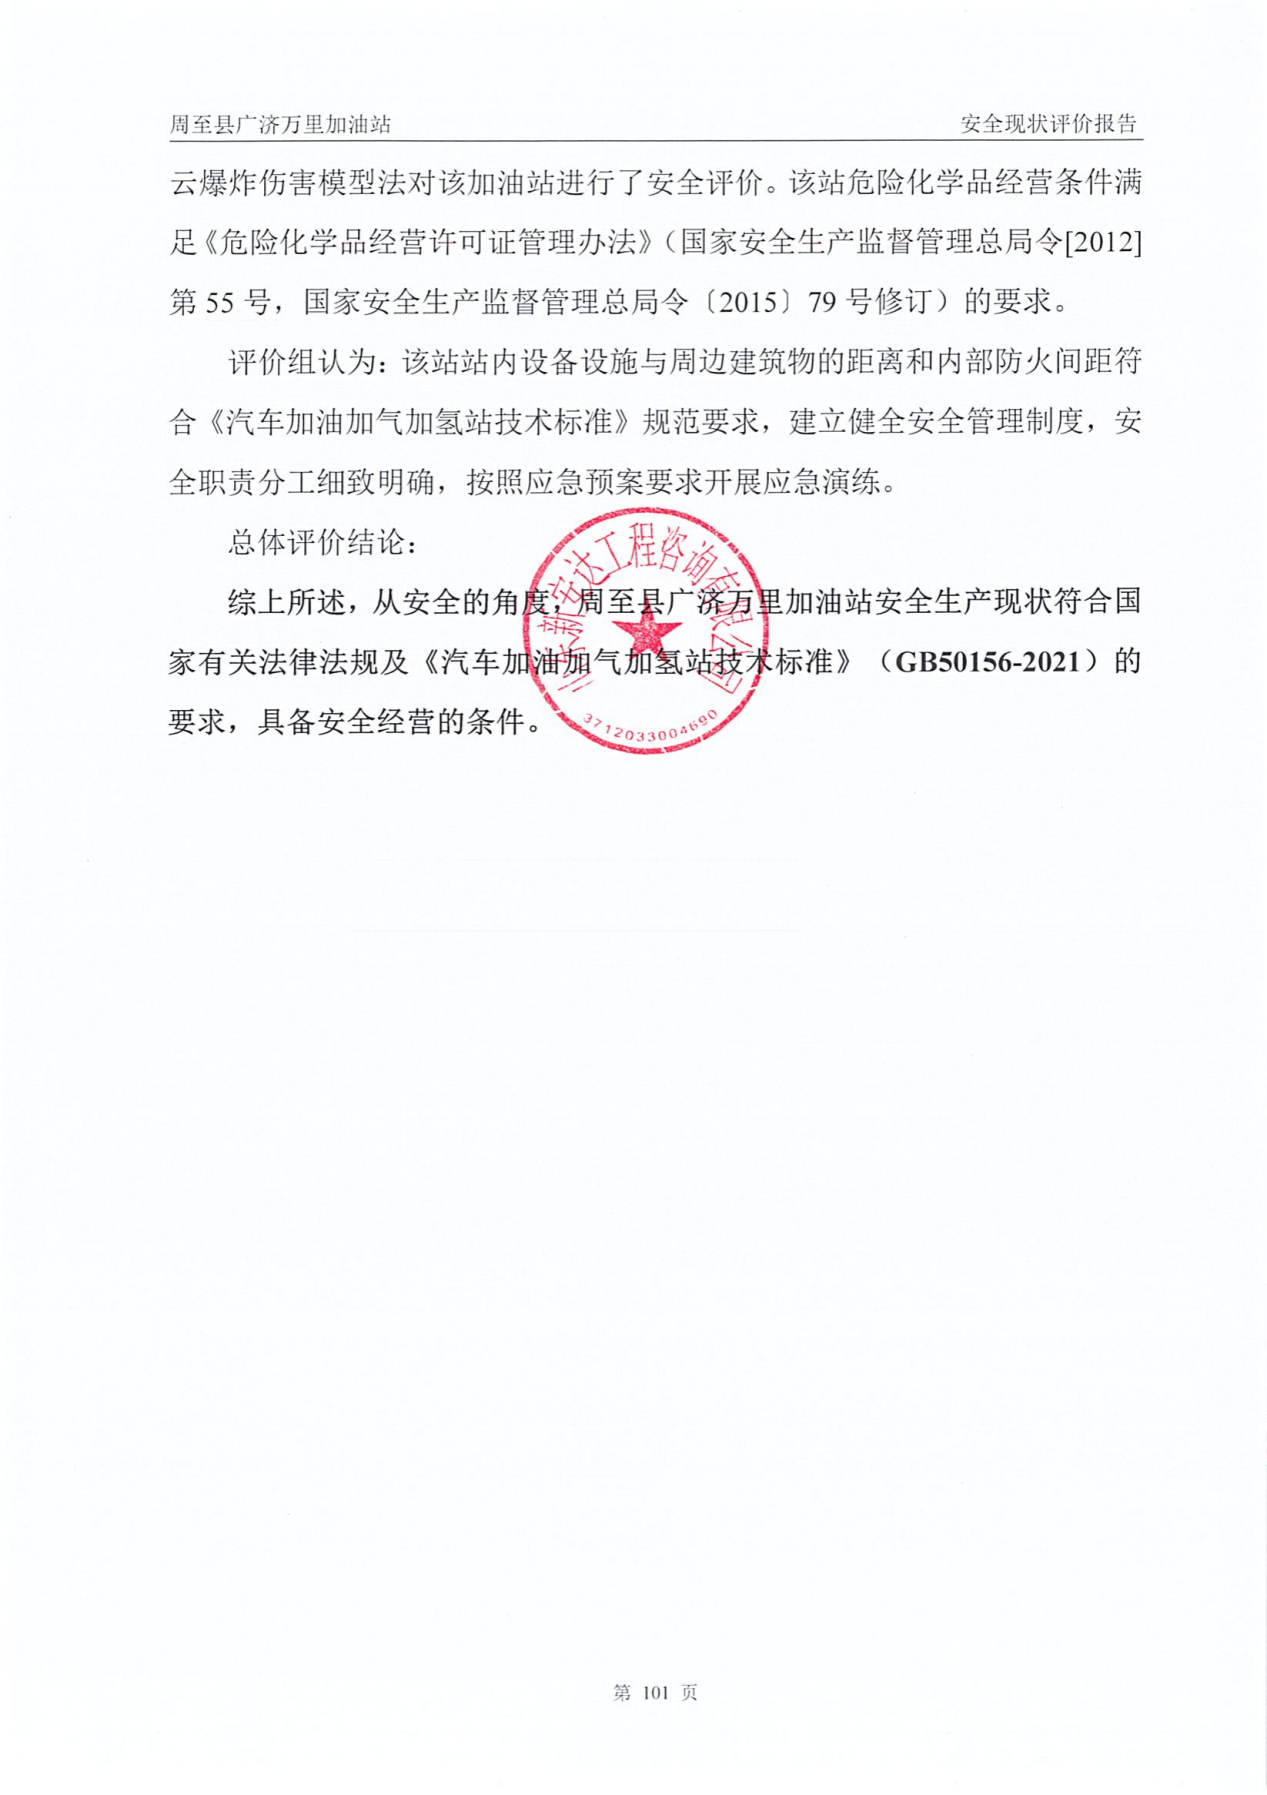 周至县广济万里加油站
安全现状评价报告
云爆炸伤害模型法对该加油站进行了安全评价。该站危险化学品经营条件满
足《危险化学品经营许可证管理办法》（国家安全生产监督管理总局令[2012]
第 55 号，国家安全生产监督管理总局令〔2015〕79 号修订）的要求。
评价组认为：该站站内设备设施与周边建筑物的距离和内部防火间距符
合《汽车加油加气加氢站技术标准》规范要求，建立健全安全管理制度，安
全职责分工细致明确，按照应急预案要求开展应急演练。
总体评价结论：
综上所述，从安全的角度，周至县广济万里加油站安全生产现状符合国
家有关法律法规及《汽车加油加气加氢站技术标准》（GB50156-2021）的
要求，具备安全经营的条件。
山东新安达工程咨询有限公司
3712033004690
第 101 页